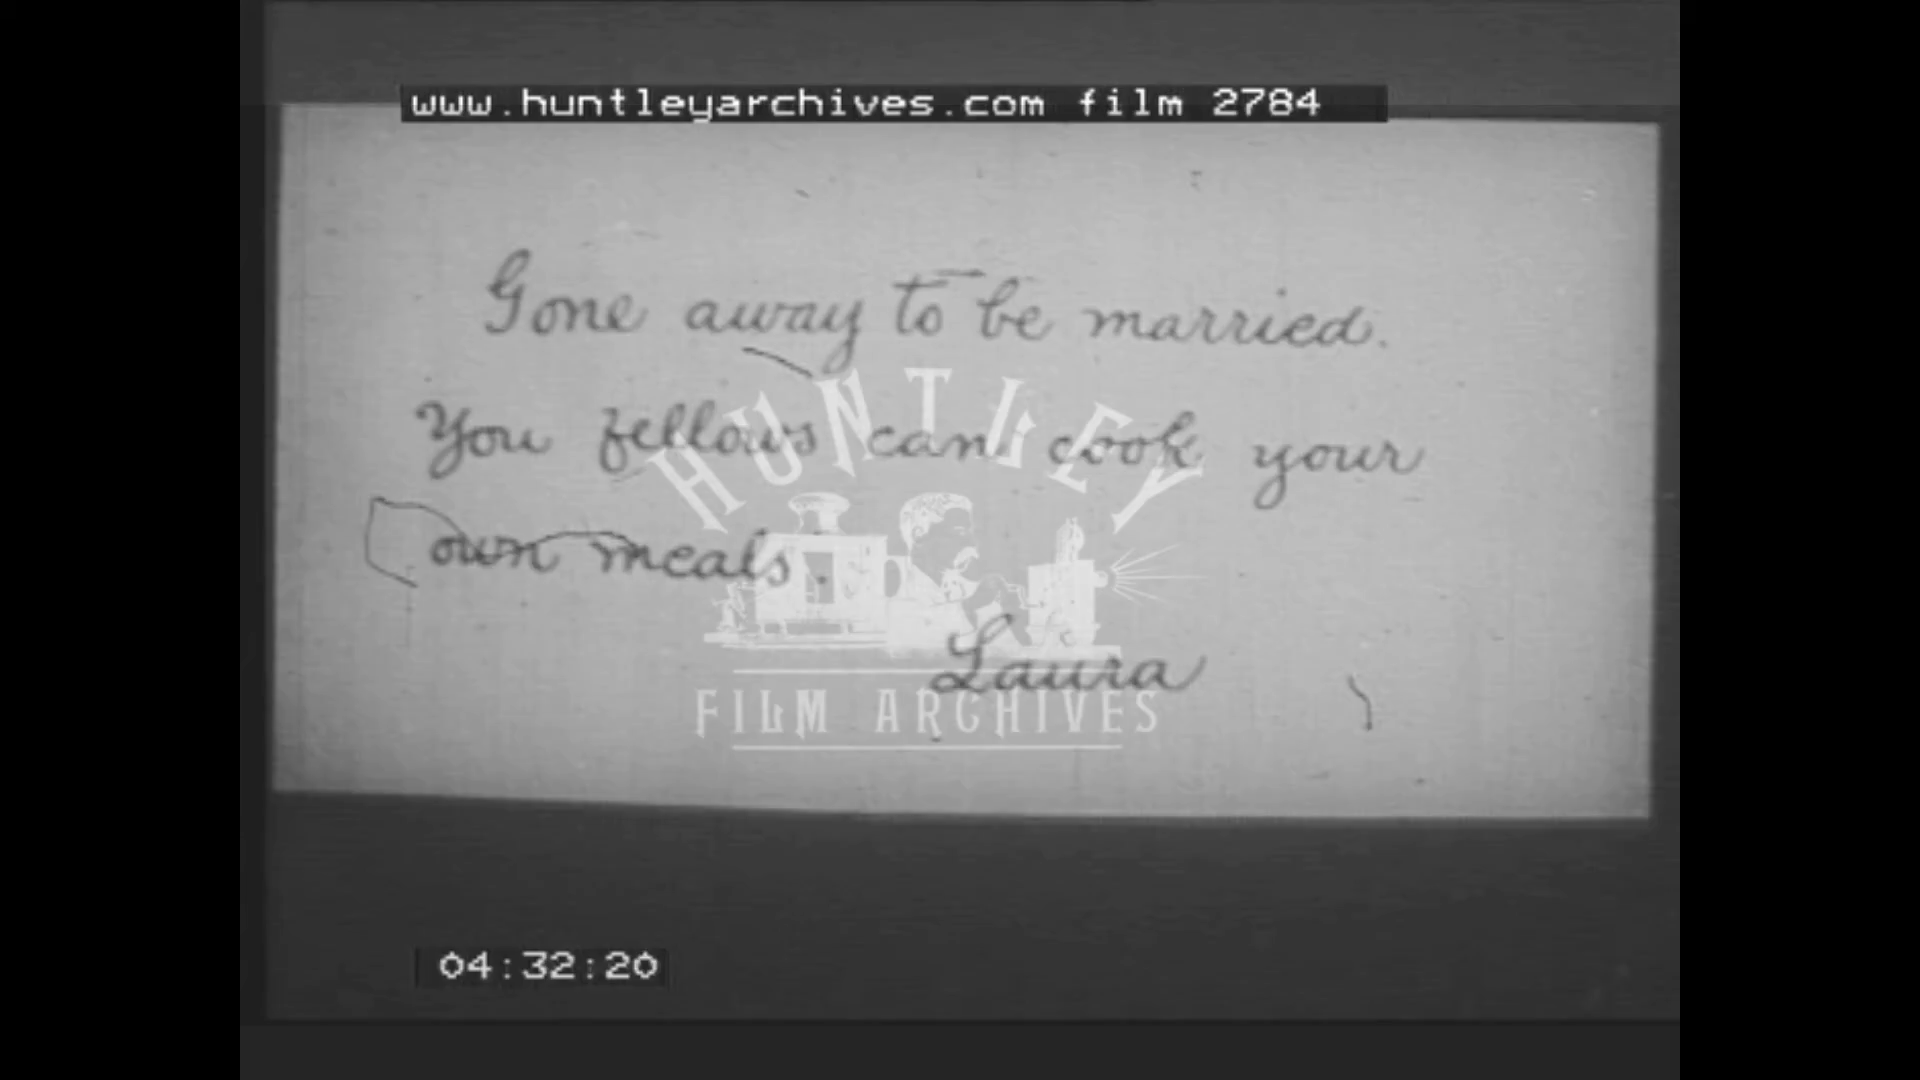 www.huntleyarchives.com film 2784
Gone away to be married.
You fellows can cook your
own meals.
Laura
HUNTLEY
FILM ARCHIVES
04:32:20